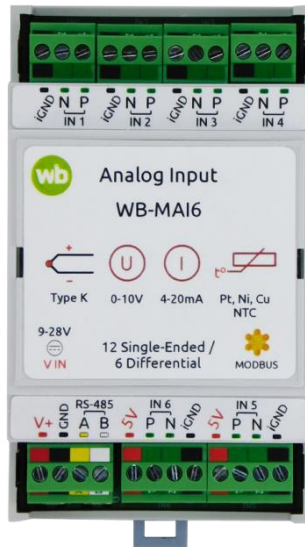 iGND N P iGND N P iGND N P iGND N P
IN 1 IN 2 IN 3 IN 4
wb Analog Input
WB-MAI6
+
-
U I t°
Type K 0-10V 4-20mA Pt, Ni, Cu
NTC
9-28V
V IN
12 Single-Ended /
6 Differential
MODBUS
RS-485 IN 6 IN 5
V+ GND A B 5V P N iGND 5V P N iGND